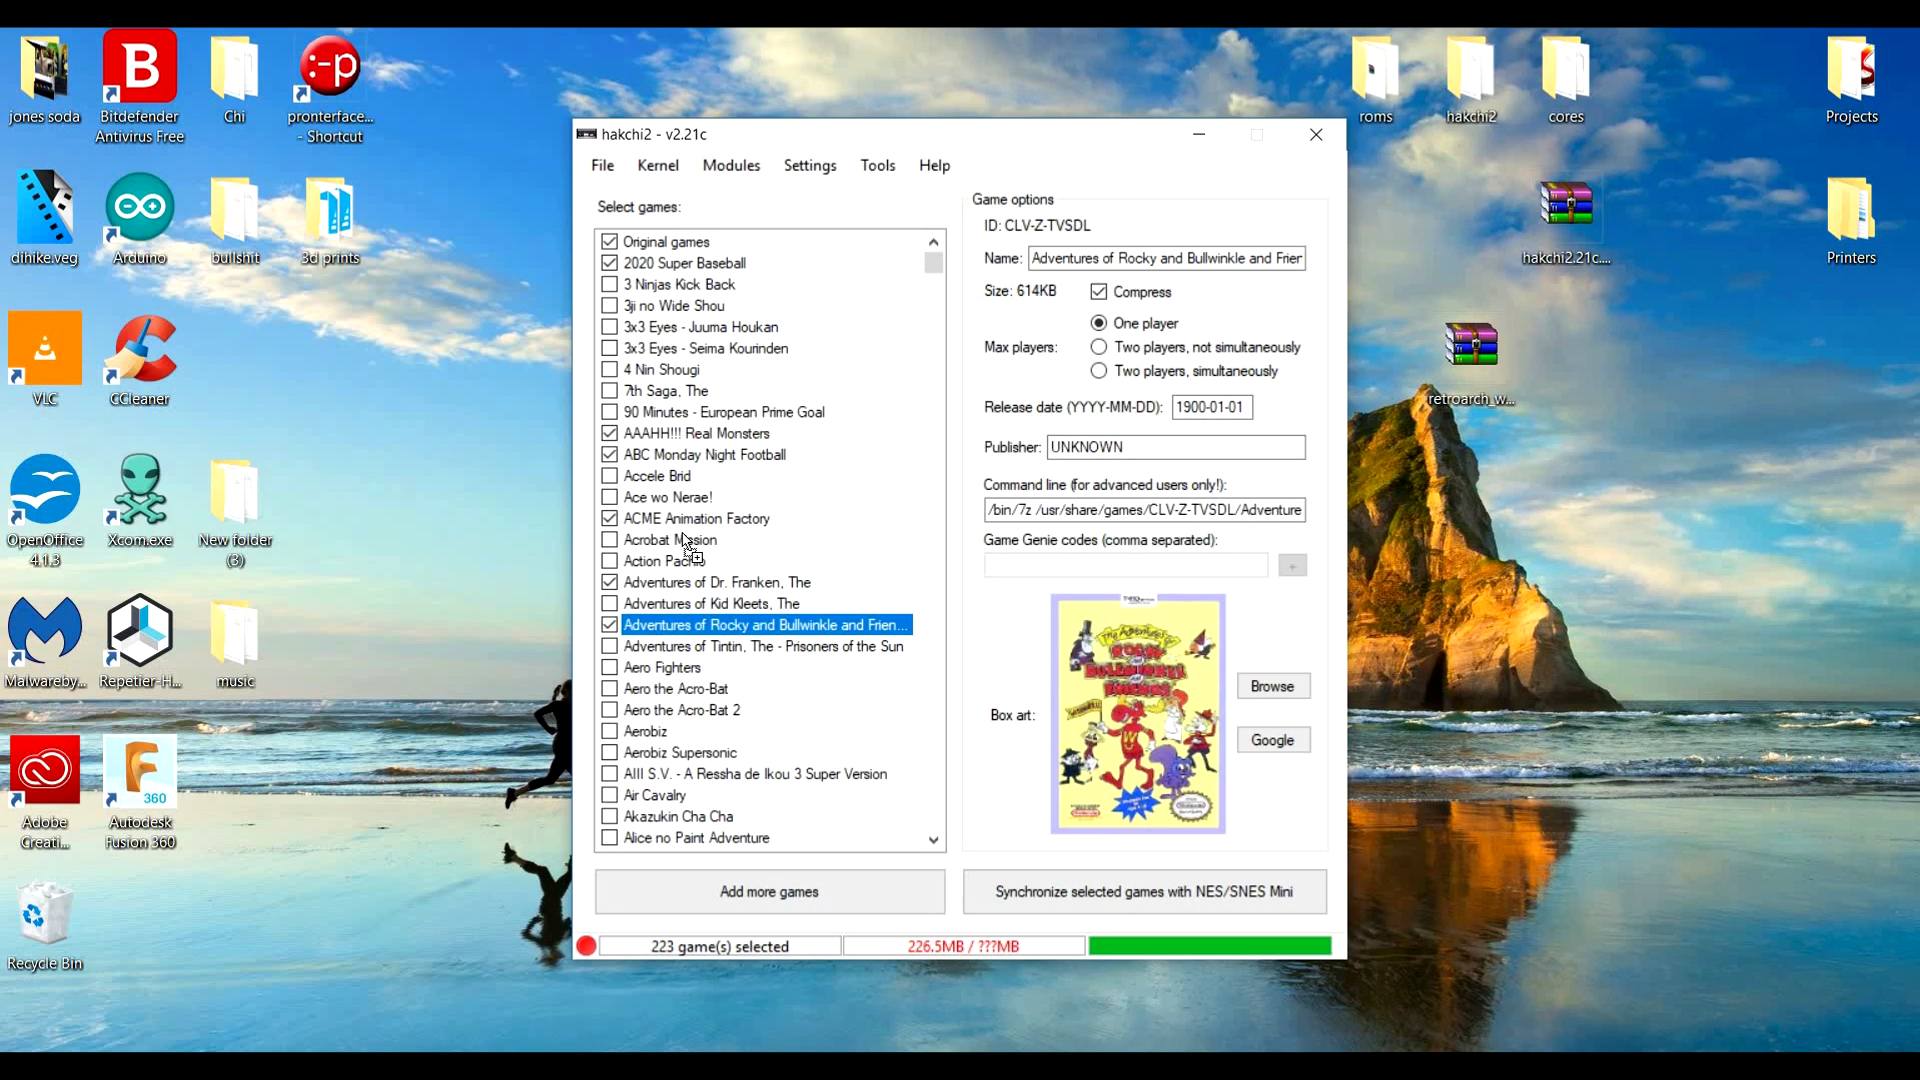 jones soda
Bitdefender
Antivirus Free
Chi
pronterface...
- Shortcut
dihike.veg
Arduino
bullshit
3d prints
VLC
CCleaner
OpenOffice
4.1.3
Xcom.exe
New folder
(3)
Malwareby...
Repetier-H...
music
Adobe
Creati...
Autodesk
Fusion 360
360
Recycle Bin
hakchi2 - v2.21c
File Kernel Modules Settings Tools Help
Select games:
Original games
2020 Super Baseball
3 Ninjas Kick Back
3ji no Wide Shou
3x3 Eyes - Juuma Houkan
3x3 Eyes - Seima Kourinden
4 Nin Shougi
7th Saga, The
90 Minutes - European Prime Goal
AAAHH!!! Real Monsters
ABC Monday Night Football
Accele Brid
Ace wo Nerae!
ACME Animation Factory
Acrobat Mission
Action Pachio
Adventures of Dr. Franken, The
Adventures of Kid Kleets, The
Adventures of Rocky and Bullwinkle and Frien...
Adventures of Tintin, The - Prisoners of the Sun
Aero Fighters
Aero the Acro-Bat
Aero the Acro-Bat 2
Aerobiz
Aerobiz Supersonic
AIII S.V. - A Ressha de Ikou 3 Super Version
Air Cavalry
Akazukin Cha Cha
Alice no Paint Adventure
Add more games
Game options
ID: CLV-Z-TVSDL
Name: Adventures of Rocky and Bullwinkle and Frier
Size: 614KB
Compress
Max players:
One player
Two players, not simultaneously
Two players, simultaneously
Release date (YYYY-MM-DD): 1900-01-01
Publisher: UNKNOWN
Command line (for advanced users only!):
/bin/7z /usr/share/games/CLV-Z-TVSDL/Adventure
Game Genie codes (comma separated):
+
Box art:
The Adventures of
ROCKY
and
BULLWINKLE
and
FRIENDS
Browse
Google
Synchronize selected games with NES/SNES Mini
223 game(s) selected
226.5MB / ???MB
roms
hakchi2
cores
Projects
hakchi2.21c....
Printers
retroarch_w...